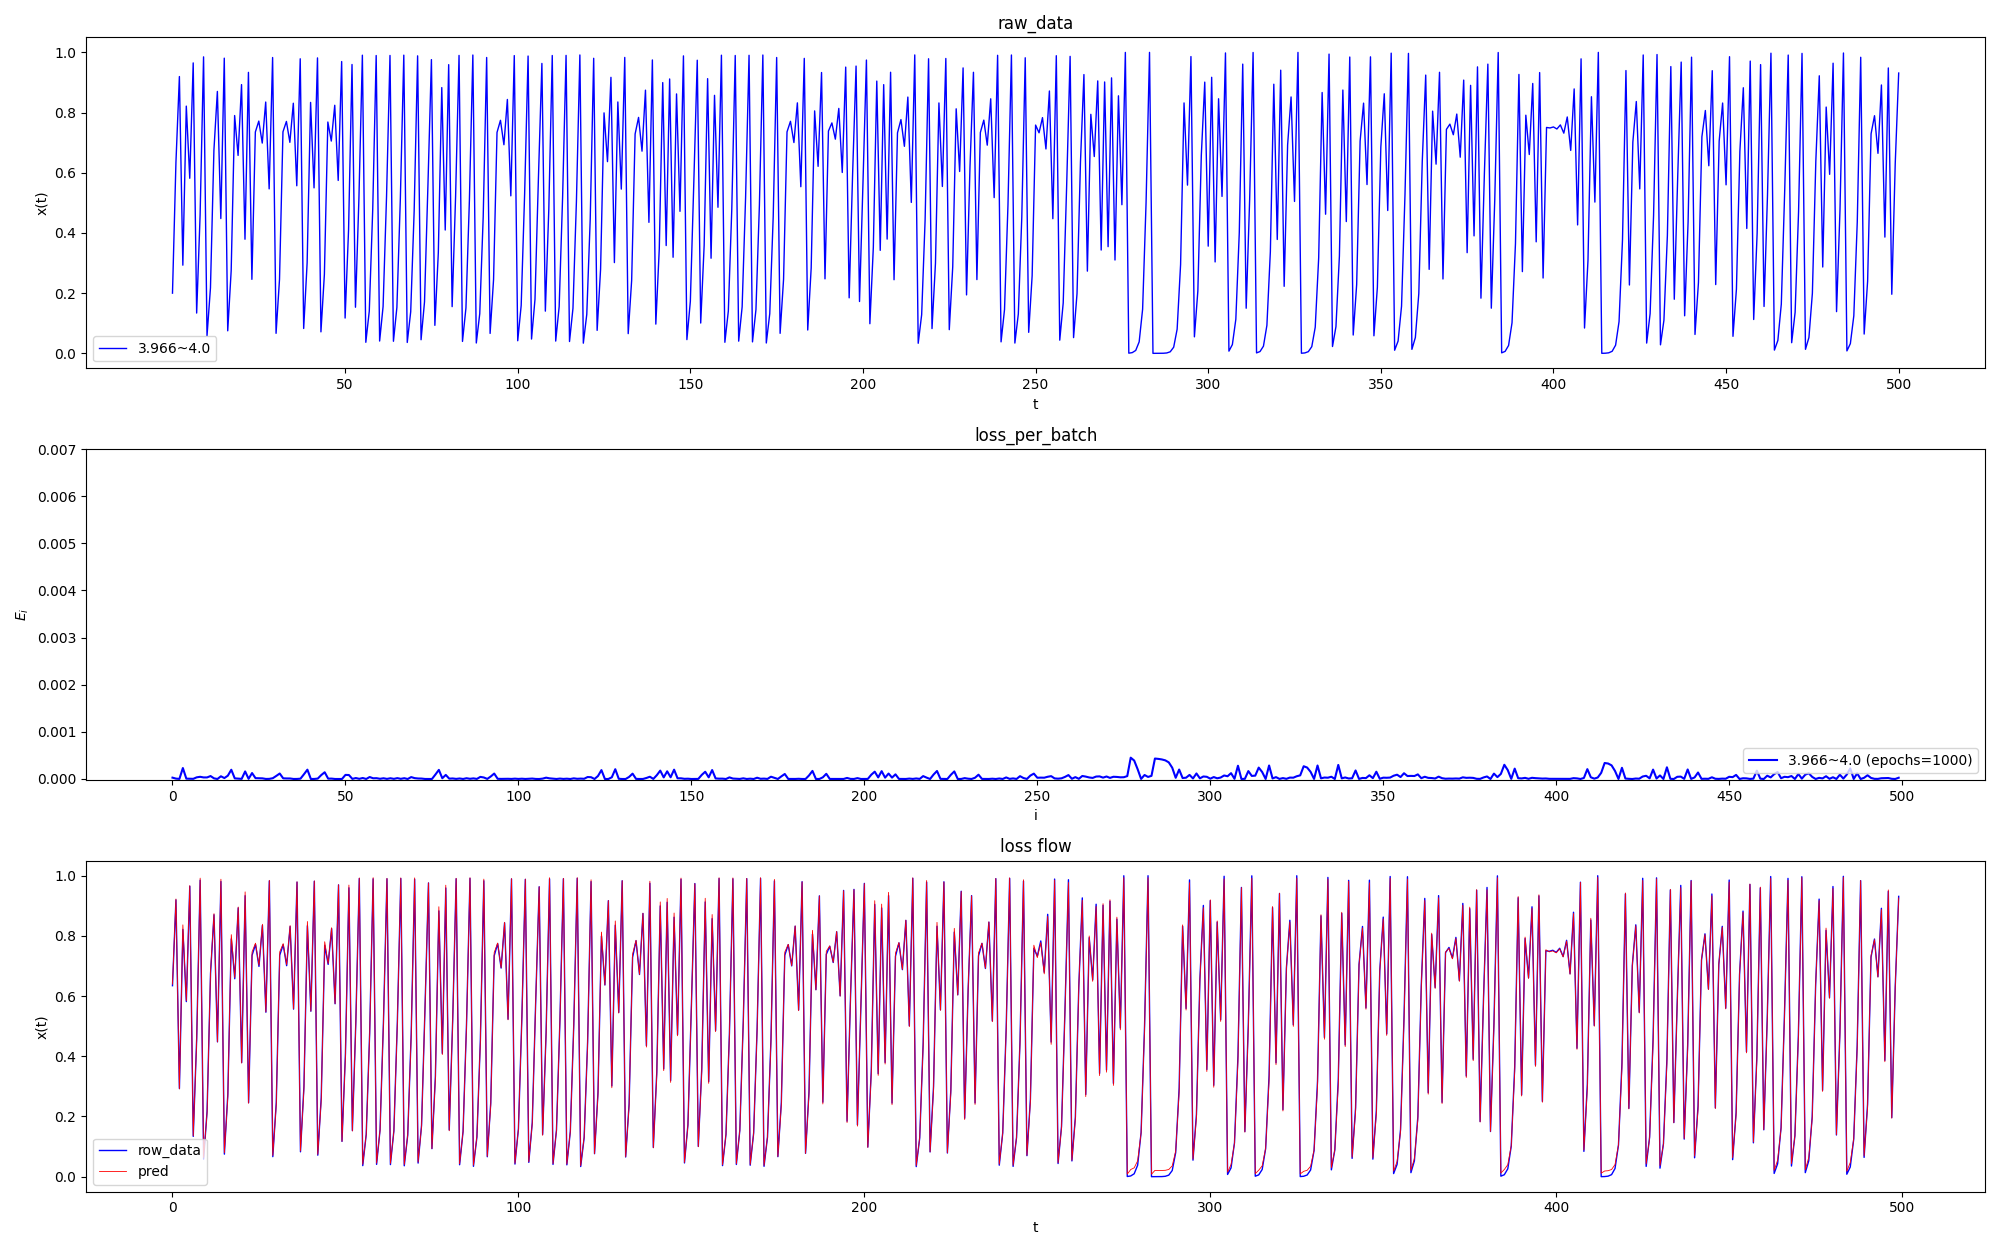 raw_data
1.0
0.8
0.6
0.4
0.2
0.0
x(t)
3.966~4.0
50 100 150 200 250 300 350 400 450 500
t
loss_per_batch
0.007
0.006
0.005
0.004
0.003
0.002
0.001
0.000
E_i
3.966~4.0 (epochs=1000)
0 50 100 150 200 250 300 350 400 450 500
i
loss flow
1.0
0.8
0.6
0.4
0.2
0.0
x(t)
row_data
pred
0 100 200 300 400 500
t